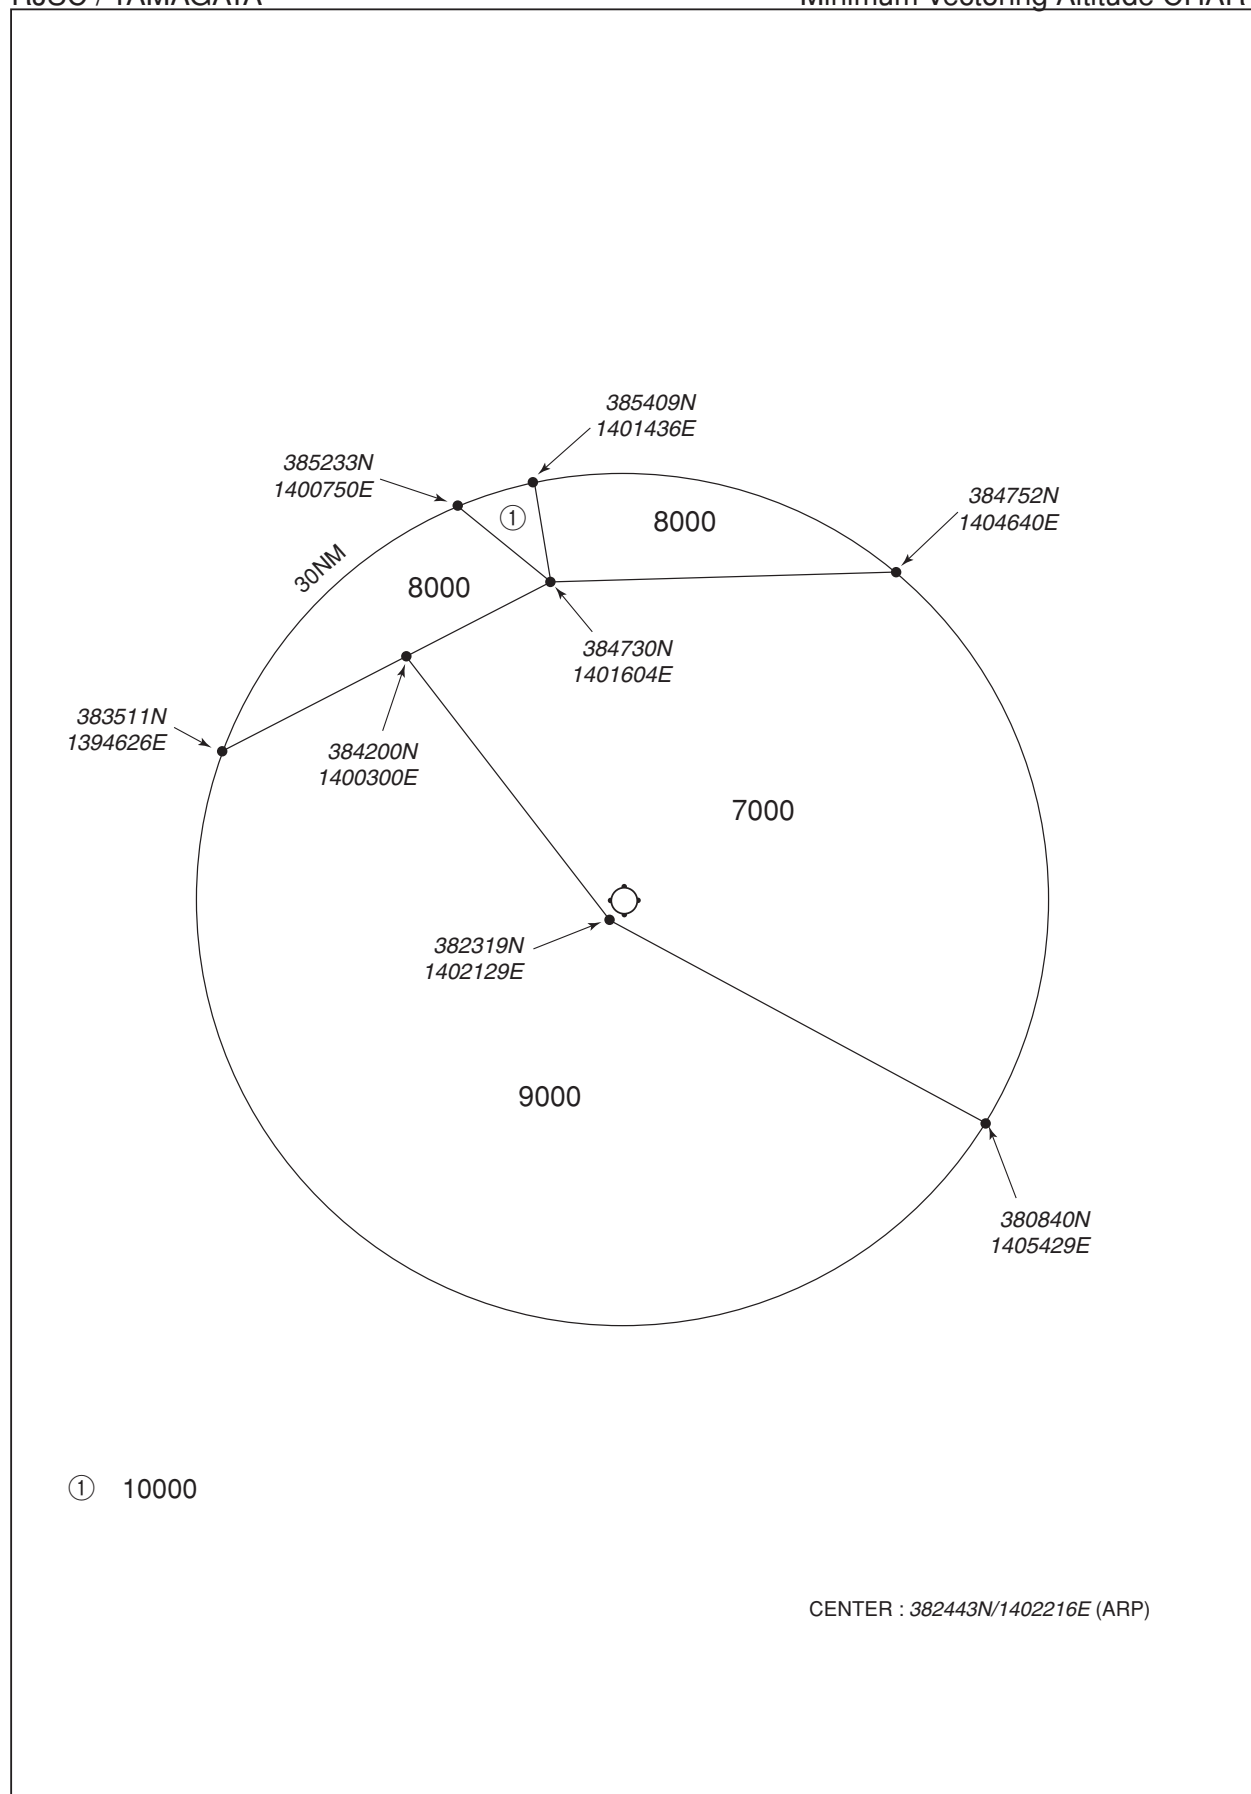 YAMAGATA
Minimum Vectoring Altitude CHAR
385409N
1401436E
385233N
1400750E
384752N
1404640E
①
8000
30NM
8000
384730N
1401604E
383511N
1394626E
384200N
1400300E
7000
382319N
1402129E
9000
380840N
1405429E
① 10000
CENTER : 382443N/1402216E (ARP)